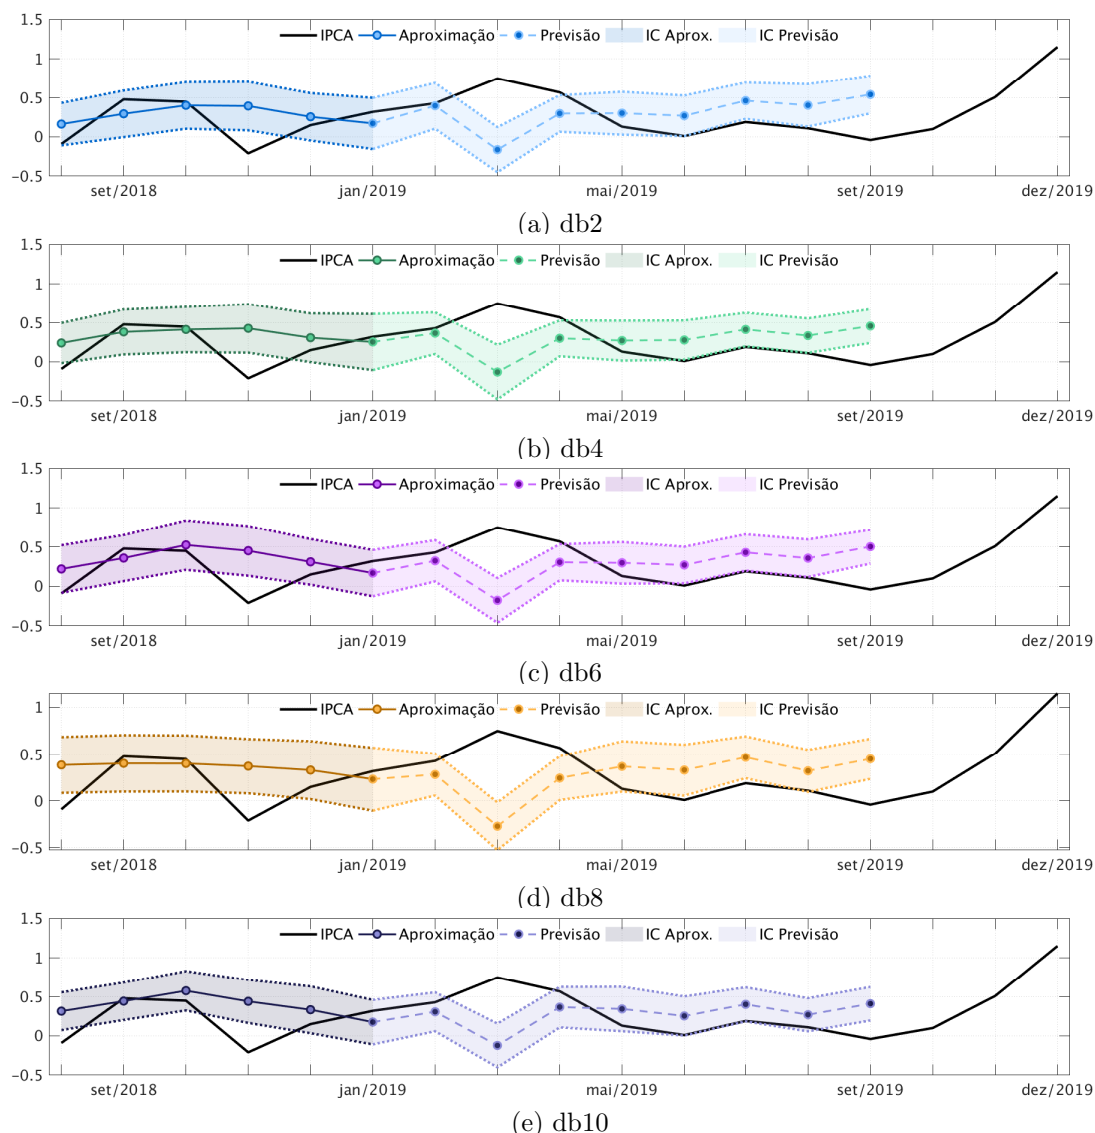 1.5
IPCA Aproximação Previsão IC Aprox. IC Previsão
1
0.5
0
−0.5
set/2018 jan/2019 mai/2019 set/2019 dez/2019
(a) db2
1.5
IPCA Aproximação Previsão IC Aprox. IC Previsão
1
0.5
0
−0.5
set/2018 jan/2019 mai/2019 set/2019 dez/2019
(b) db4
1.5
IPCA Aproximação Previsão IC Aprox. IC Previsão
1
0.5
0
−0.5
set/2018 jan/2019 mai/2019 set/2019 dez/2019
(c) db6
IPCA Aproximação Previsão IC Aprox. IC Previsão
1
0.5
0
−0.5
set/2018 jan/2019 mai/2019 set/2019 dez/2019
(d) db8
1.5
IPCA Aproximação Previsão IC Aprox. IC Previsão
1
0.5
0
−0.5
set/2018 jan/2019 mai/2019 set/2019 dez/2019
(e) db10